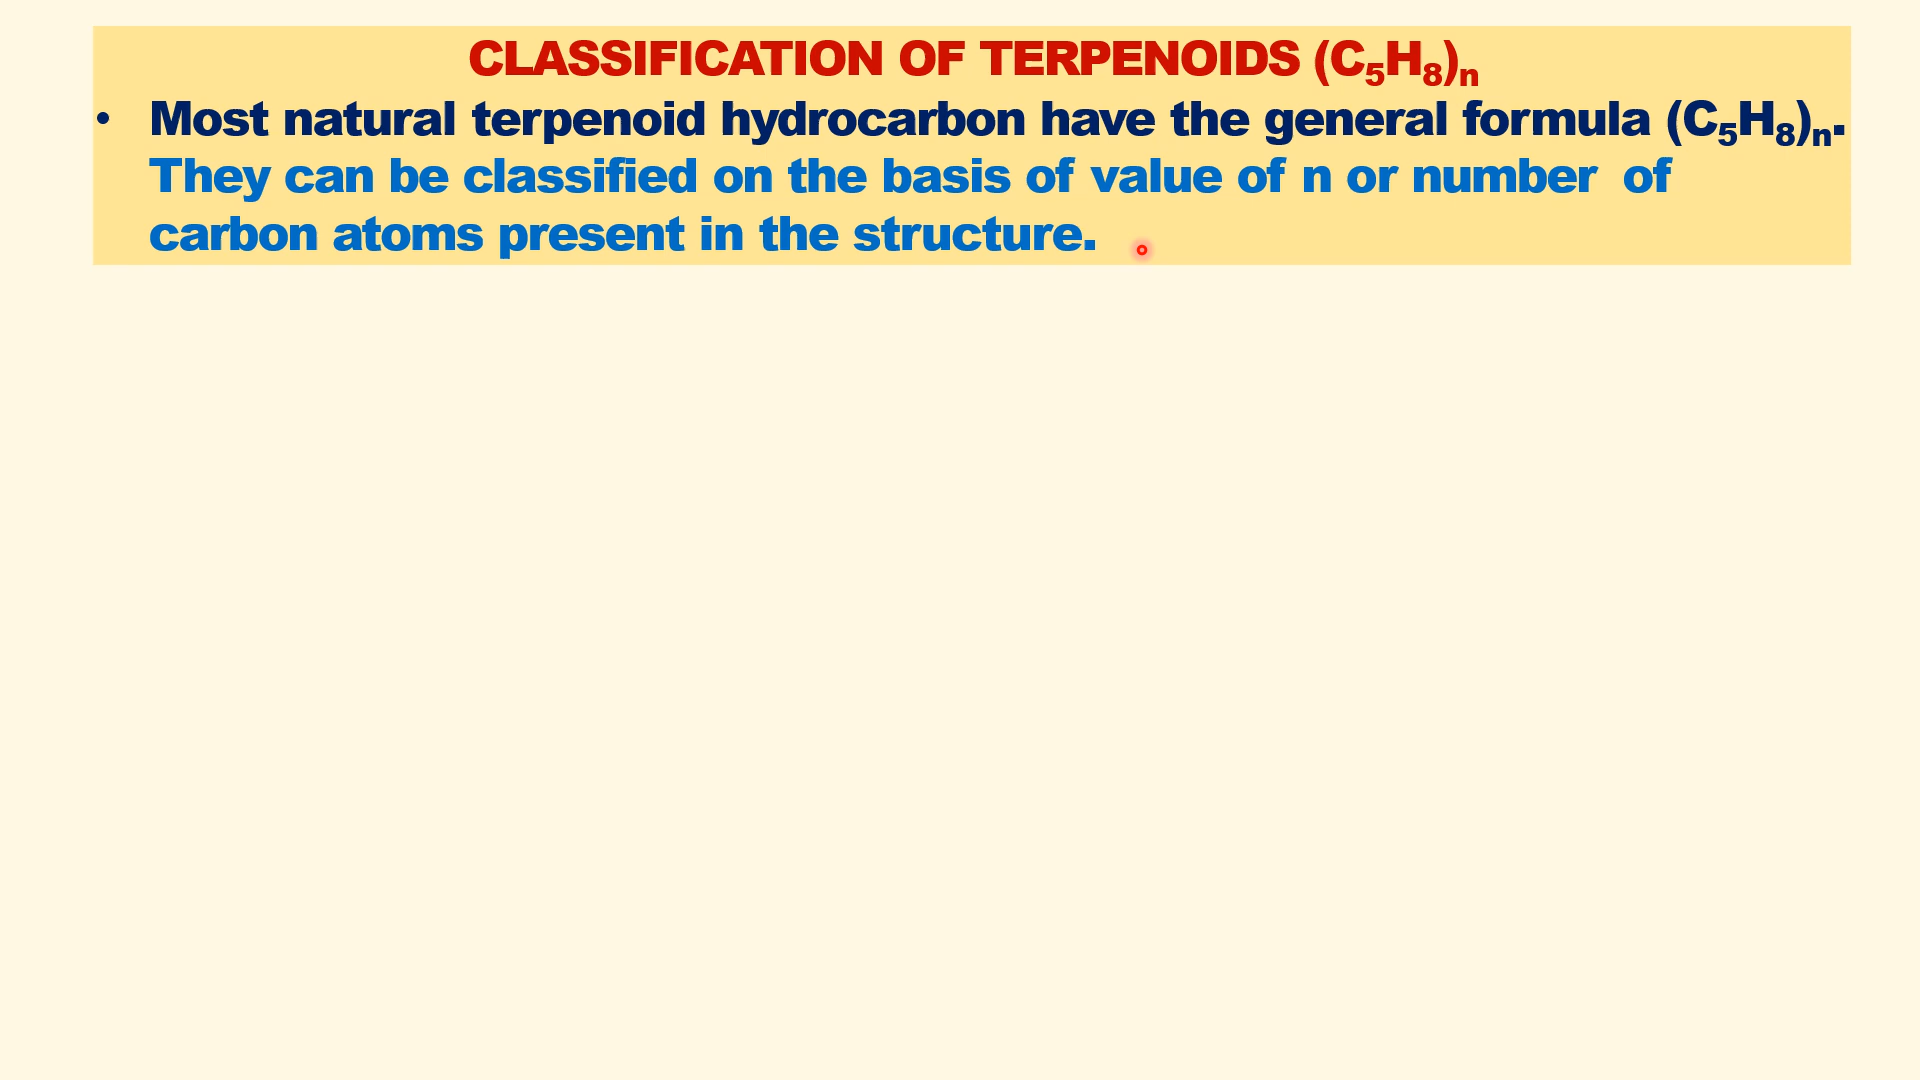 CLASSIFICATION OF TERPENOIDS (C₅H₈)ₙ
• Most natural terpenoid hydrocarbon have the general formula (C₅H₈)ₙ.
They can be classified on the basis of value of n or number of
carbon atoms present in the structure.